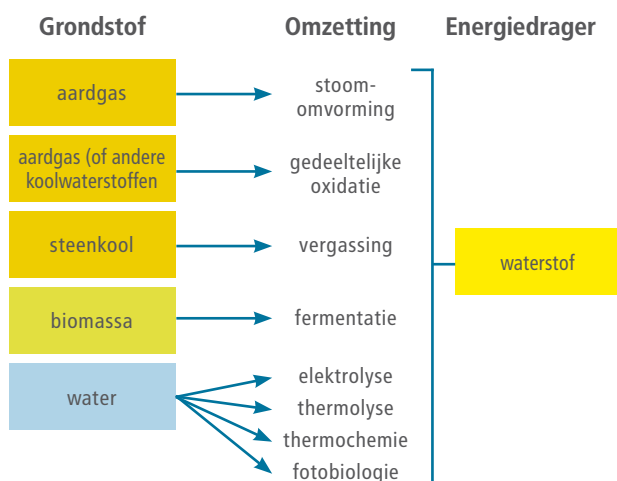 Grondstof
Omzetting
Energiedrager
aardgas
stoom-
omvorming
aardgas (of andere
koolwaterstoffen
gedeeltelijke
oxidatie
steenkool
vergassing
waterstof
biomassa
fermentatie
water
elektrolyse
thermolyse
thermochemie
fotobiologie